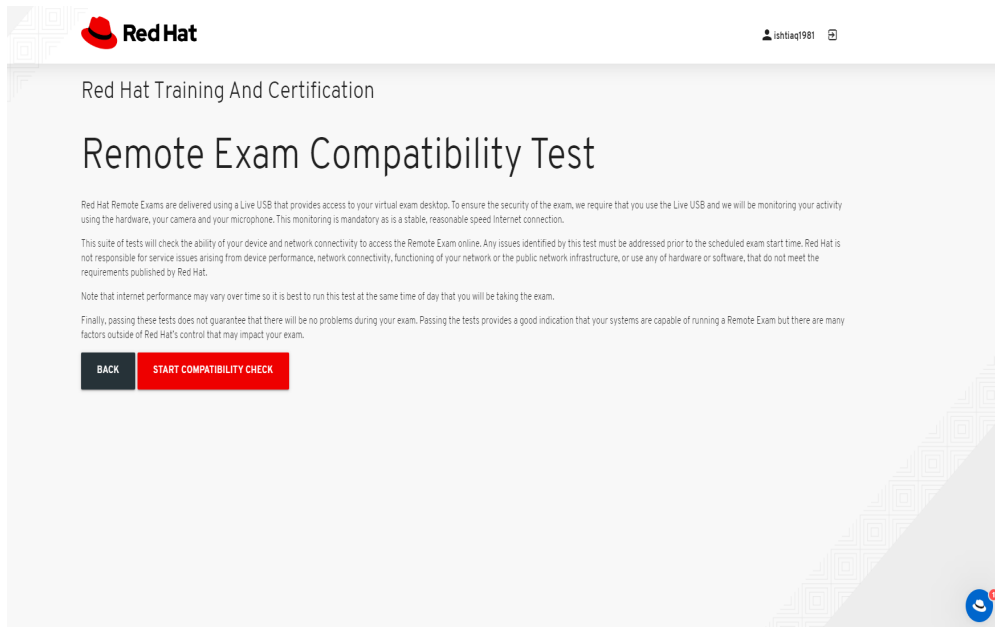 Red Hat
ishtiaq1981
Red Hat Training And Certification
Remote Exam Compatibility Test
Red Hat Remote Exams are delivered using a Live USB that provides access to your virtual exam desktop. To ensure the security of the exam, we require that you use the Live USB and we will be monitoring your activity
using the hardware, your camera and your microphone. This monitoring is mandatory as is a stable, reasonable speed Internet connection.
This suite of tests will check the ability of your device and network connectivity to access the Remote Exam online. Any issues identified by this test must be addressed prior to the scheduled exam start time. Red Hat is
not responsible for service issues arising from device performance, network connectivity, functioning of your network or the public network infrastructure, or use any of hardware or software, that do not meet the
requirements published by Red Hat.
Note that internet performance may vary over time so it is best to run this test at the same time of day that you will be taking the exam.
Finally, passing these tests does not guarantee that there will be no problems during your exam. Passing the tests provides a good indication that your systems are capable of running a Remote Exam but there are many
factors outside of Red Hat's control that may impact your exam.
BACK
START COMPATIBILITY CHECK